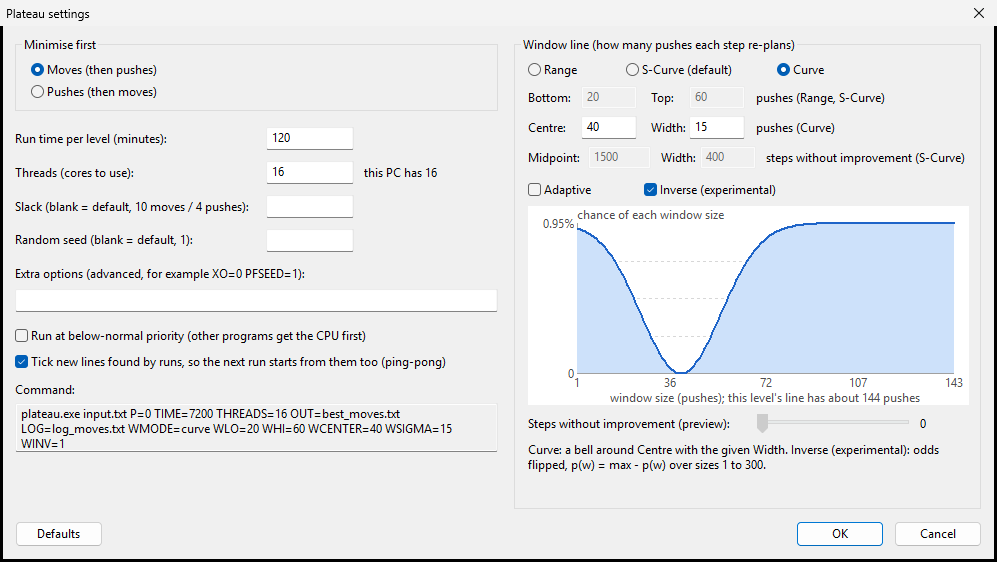 Plateau settings
Minimise first
Moves (then pushes)
Pushes (then moves)
Run time per level (minutes): 120
Threads (cores to use): 16 this PC has 16
Slack (blank = default, 10 moves / 4 pushes):
Random seed (blank = default, 1):
Extra options (advanced, for example XO=0 PFSEED=1):
Run at below-normal priority (other programs get the CPU first)
Tick new lines found by runs, so the next run starts from them too (ping-pong)
Command:
plateau.exe input.txt P=0 TIME=7200 THREADS=16 OUT=best_moves.txt
LOG=log_moves.txt WMODE=curve WLO=20 WHI=60 WCENTER=40 WSIGMA=15
WINV=1
Defaults
Window line (how many pushes each step re-plans)
Range S-Curve (default) Curve
Bottom: 20 Top: 60 pushes (Range, S-Curve)
Centre: 40 Width: 15 pushes (Curve)
Midpoint: 1500 Width: 400 steps without improvement (S-Curve)
Adaptive Inverse (experimental)
chance of each window size
0.95%
0
1 36 72 107 143
window size (pushes); this level's line has about 144 pushes
Steps without improvement (preview): 0
Curve: a bell around Centre with the given Width. Inverse (experimental): odds
flipped, p(w) = max - p(w) over sizes 1 to 300.
OK Cancel